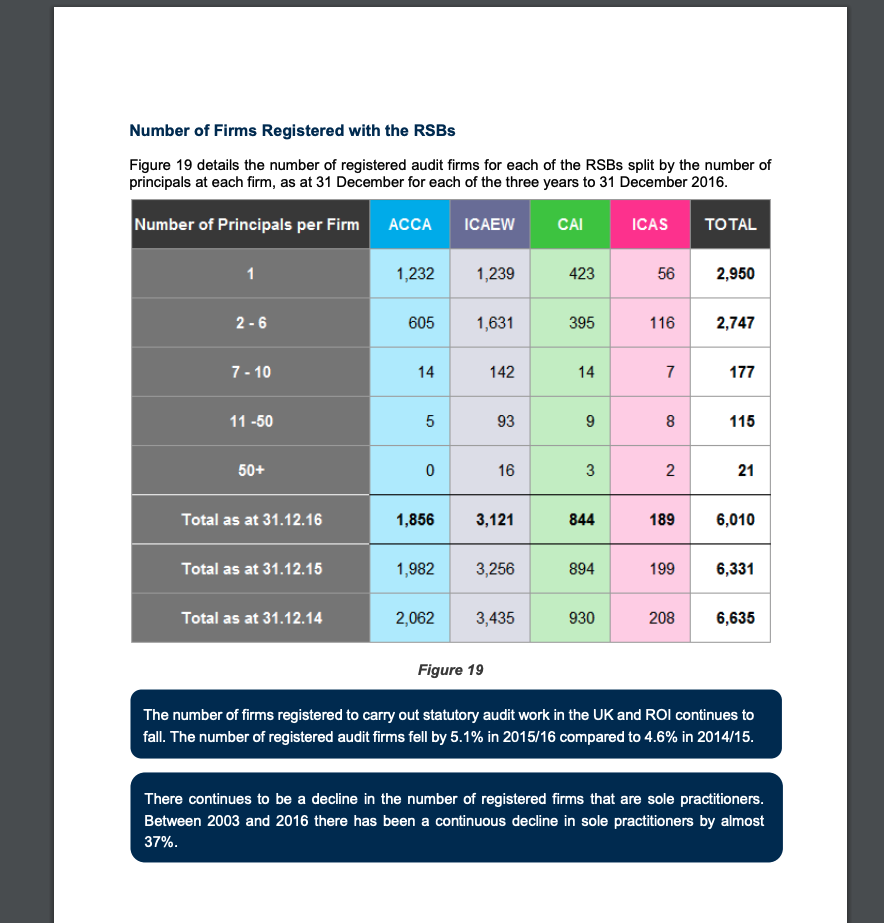 Number of Firms Registered with the RSBs
Figure 19 details the number of registered audit firms for each of the RSBs split by the number of
principals at each firm, as at 31 December for each of the three years to 31 December 2016.
Number of Principals per Firm ACCA ICAEW CAI ICAS TOTAL
1 1,232 1,239 423 56 2,950
2 - 6 605 1,631 395 116 2,747
7 - 10 14 142 14 7 177
11 -50 5 93 9 8 115
50+ 0 16 3 2 21
Total as at 31.12.16 1,856 3,121 844 189 6,010
Total as at 31.12.15 1,982 3,256 894 199 6,331
Total as at 31.12.14 2,062 3,435 930 208 6,635
Figure 19
The number of firms registered to carry out statutory audit work in the UK and ROI continues to
fall. The number of registered audit firms fell by 5.1% in 2015/16 compared to 4.6% in 2014/15.
There continues to be a decline in the number of registered firms that are sole practitioners.
Between 2003 and 2016 there has been a continuous decline in sole practitioners by almost
37%.